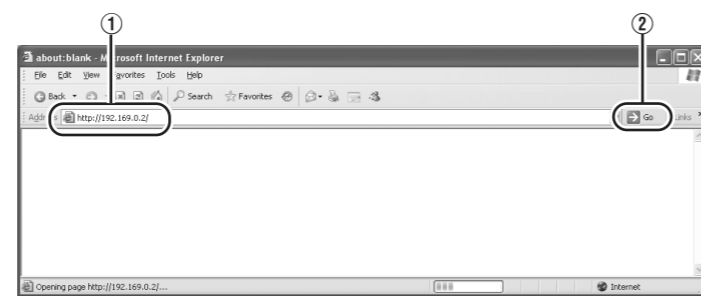 ① ②
about:blank - Microsoft Internet Explorer
File Edit View Favorites Tools Help
Back Search Favorites
Address http://192.169.0.2/ Go Links
Opening page http://192.169.0.2/... Internet